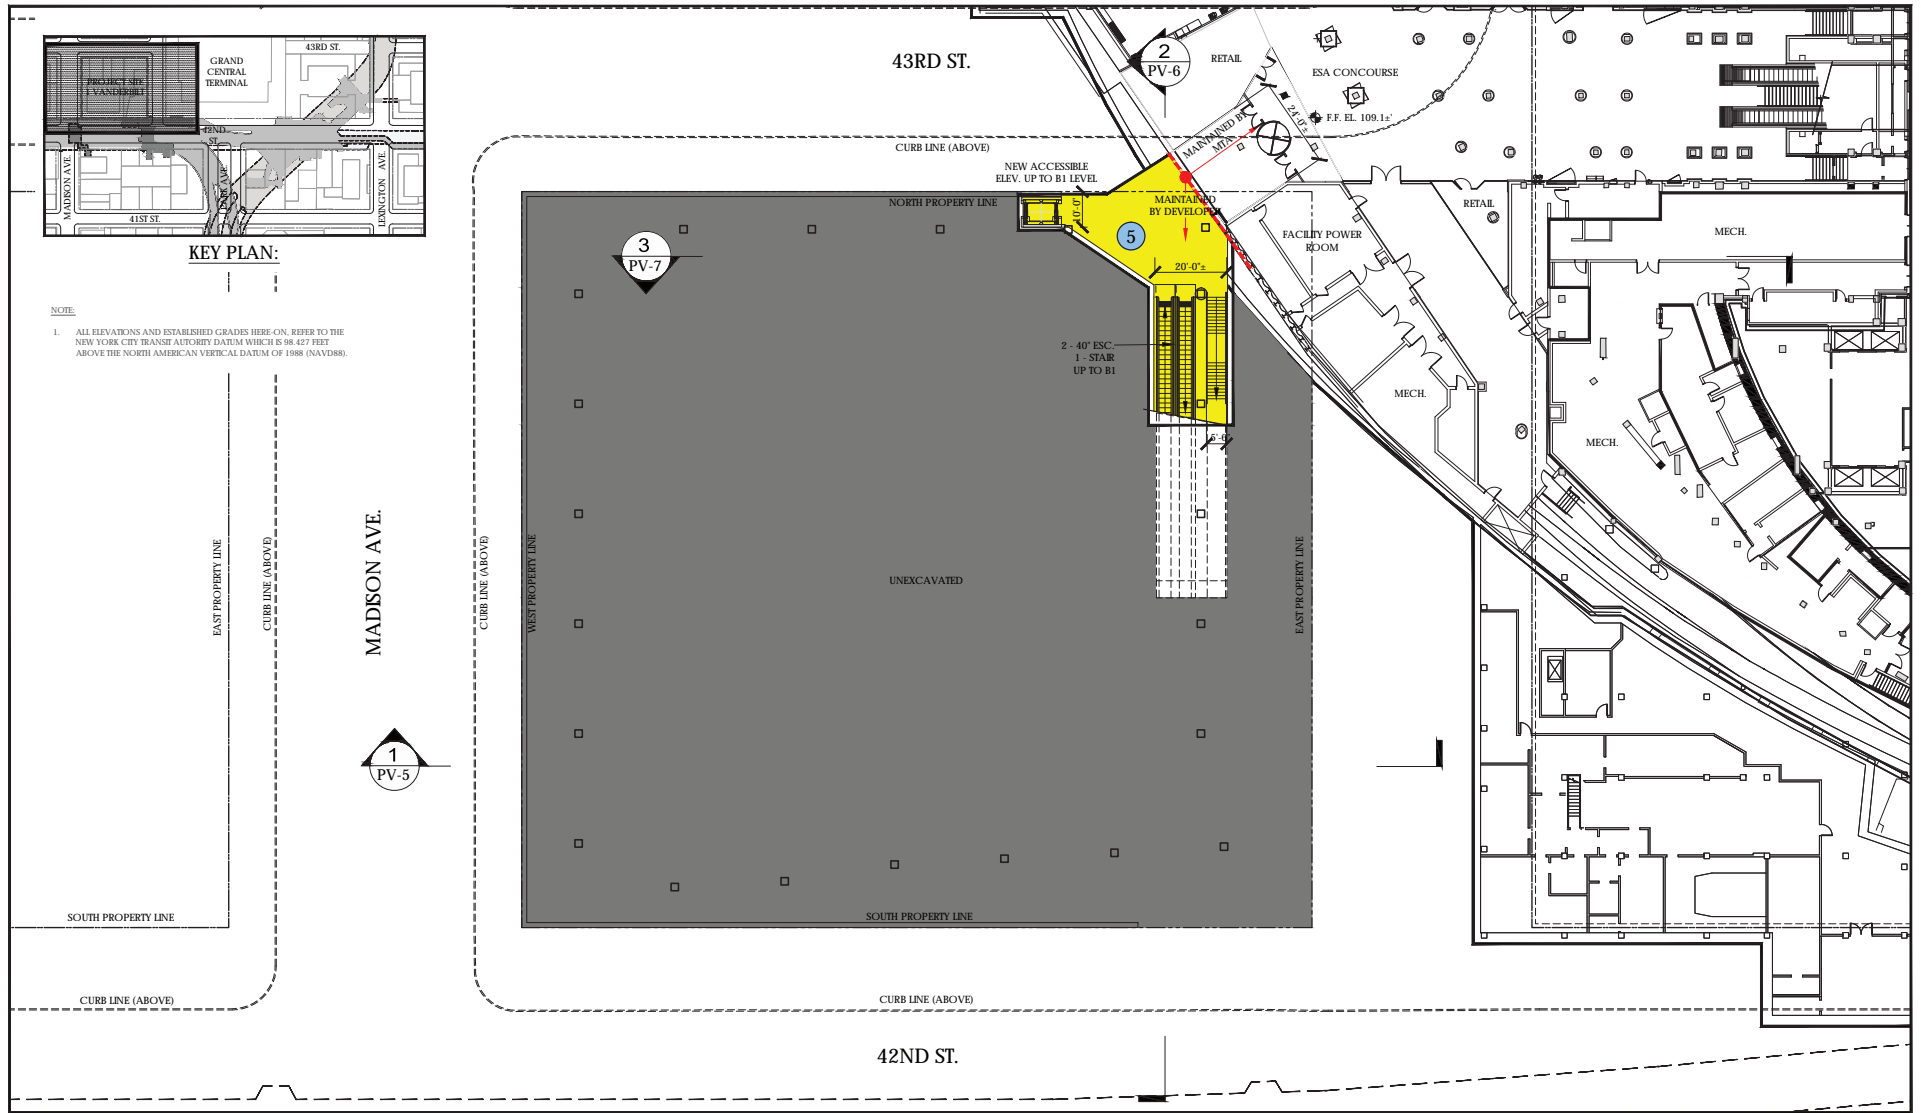 43RD ST.
GRAND
CENTRAL
TERMINAL
PROJECT SITE
1 VANDERBILT
42ND
ST.
MADISON AVE.
PARK AVE.
LEXINGTON AVE.
41ST ST.
KEY PLAN:
NOTE:
1. ALL ELEVATIONS AND ESTABLISHED GRADES HERE-ON, REFER TO THE
NEW YORK CITY TRANSIT AUTORITY DATUM WHICH IS 98.427 FEET
ABOVE THE NORTH AMERICAN VERTICAL DATUM OF 1988 (NAVD88).
43RD ST.
2
PV-6
RETAIL
ESA CONCOURSE
F.F. EL. 109.1±'
24'-0"±
MAINTAINED BY
MTA
CURB LINE (ABOVE)
NEW ACCESSIBLE
ELEV. UP TO B1 LEVEL
NORTH PROPERTY LINE
10'-0"
MAINTAINED
BY DEVELOPER
5
20'-0"±
3
PV-7
FACILITY POWER
ROOM
RETAIL
MECH.
2 - 40" ESC.
1 - STAIR
UP TO B1
MECH.
MECH.
5'-6"
EAST PROPERTY LINE
CURB LINE (ABOVE)
MADISON AVE.
CURB LINE (ABOVE)
WEST PROPERTY LINE
UNEXCAVATED
EAST PROPERTY LINE
1
PV-5
SOUTH PROPERTY LINE
SOUTH PROPERTY LINE
CURB LINE (ABOVE)
CURB LINE (ABOVE)
42ND ST.